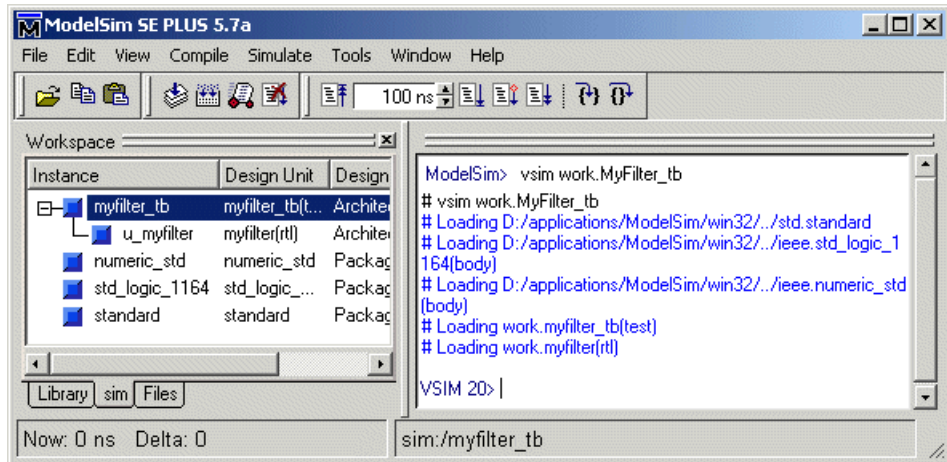 ModelSim SE PLUS 5.7a
File Edit View Compile Simulate Tools Window Help
100 ns
Workspace
Instance Design Unit Design
myfilter_tb myfilter_tb(t... Architec
u_myfilter myfilter(rtl) Architec
numeric_std numeric_std Packag
std_logic_1164 std_logic_... Packag
standard standard Packag
Library sim Files
ModelSim> vsim work.MyFilter_tb
# vsim work.MyFilter_tb
# Loading D:/applications/ModelSim/win32/../std.standard
# Loading D:/applications/ModelSim/win32/../ieee.std_logic_1
164(body)
# Loading D:/applications/ModelSim/win32/../ieee.numeric_std
(body)
# Loading work.myfilter_tb(test)
# Loading work.myfilter(rtl)
VSIM 20>
Now: 0 ns Delta: 0 sim:/myfilter_tb